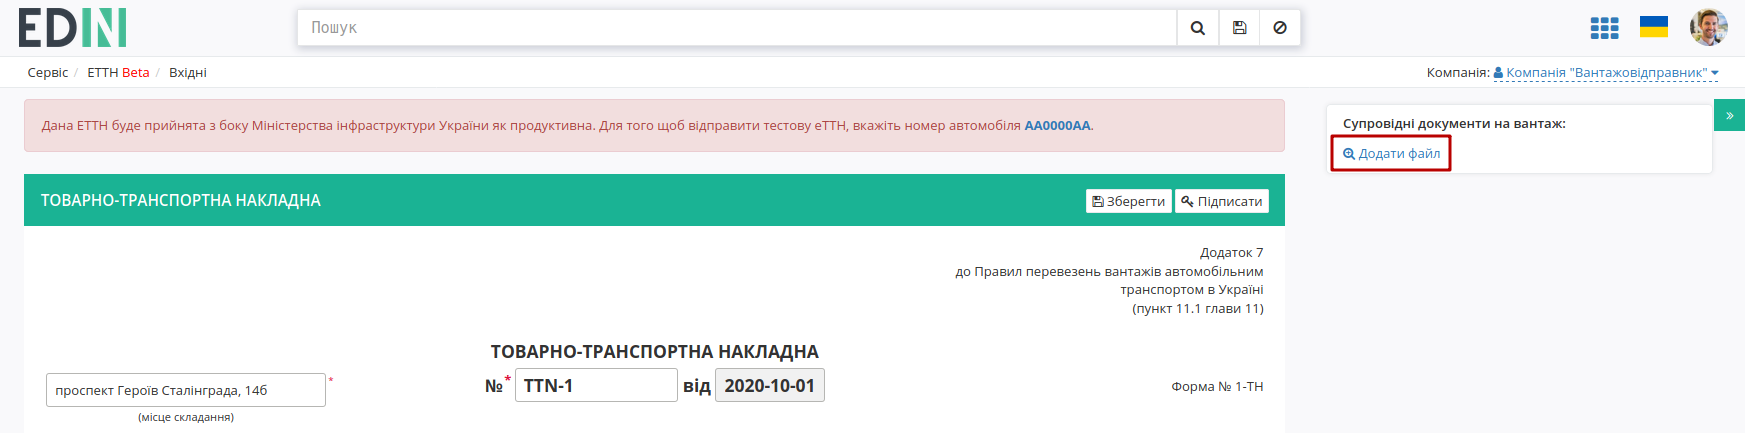 EDIN
Пошук
Сервіс / ЕТТН Beta / Вхідні
Компанія: Компанія "Вантажовідправник"
Дана ЕТТН буде прийнята з боку Міністерства інфраструктури України як продуктивна. Для того щоб відправити тестову еТТН, вкажіть номер автомобіля AA0000AA.
Супровідні документи на вантаж:
Додати файл
»
ТОВАРНО-ТРАНСПОРТНА НАКЛАДНА
Зберегти
Підписати
Додаток 7
до Правил перевезень вантажів автомобільним
транспортом в Україні
(пункт 11.1 глави 11)
ТОВАРНО-ТРАНСПОРТНА НАКЛАДНА
проспект Героїв Сталінграда, 14б *
(місце складання)
№* TTN-1 від 2020-10-01
Форма № 1-ТН